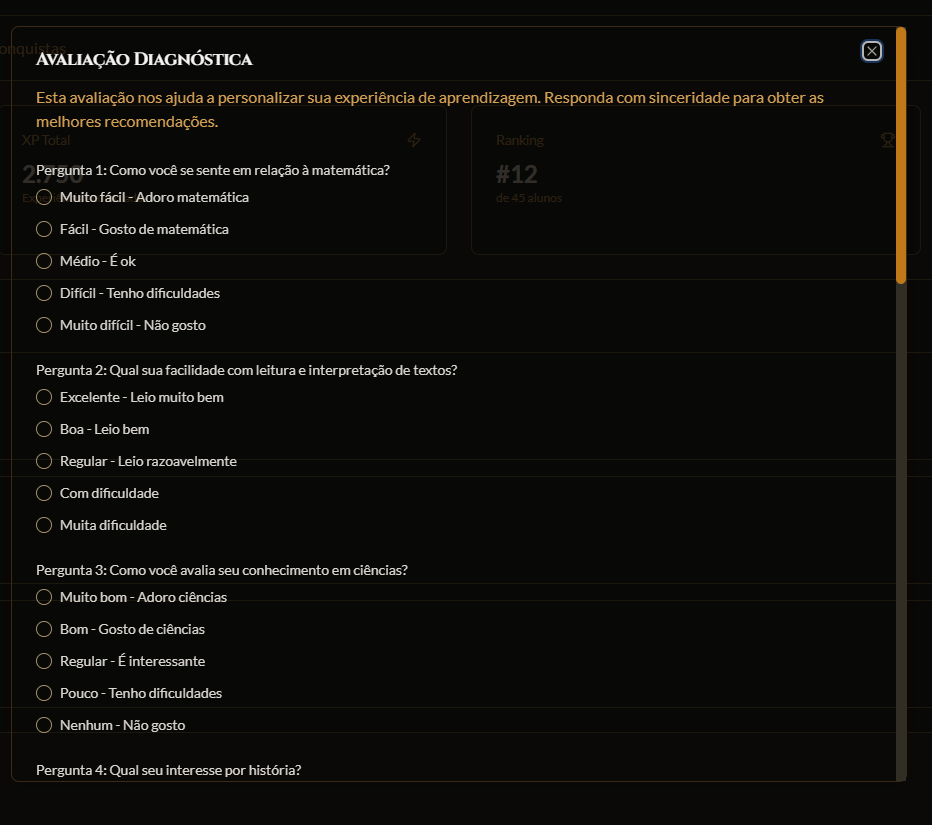 onquistas
AVALIAÇÃO DIAGNÓSTICA
Esta avaliação nos ajuda a personalizar sua experiência de aprendizagem. Responda com sinceridade para obter as
melhores recomendações.
XP Total
Ranking
2.750
#12
de 45 alunos
Pergunta 1: Como você se sente em relação à matemática?
Muito fácil - Adoro matemática
Fácil - Gosto de matemática
Médio - É ok
Difícil - Tenho dificuldades
Muito difícil - Não gosto
Pergunta 2: Qual sua facilidade com leitura e interpretação de textos?
Excelente - Leio muito bem
Boa - Leio bem
Regular - Leio razoavelmente
Com dificuldade
Muita dificuldade
Pergunta 3: Como você avalia seu conhecimento em ciências?
Muito bom - Adoro ciências
Bom - Gosto de ciências
Regular - É interessante
Pouco - Tenho dificuldades
Nenhum - Não gosto
Pergunta 4: Qual seu interesse por história?